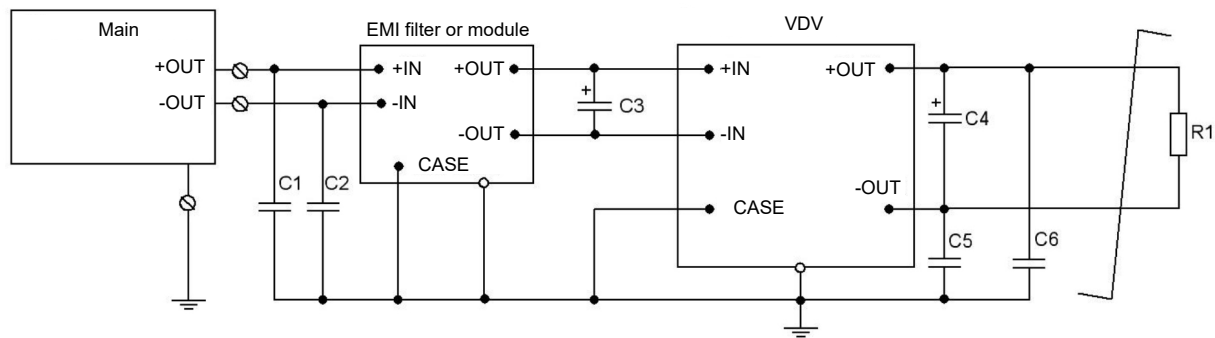 Main
+OUT
-OUT
C1
C2
EMI filter or module
+IN
-IN
+OUT
-OUT
CASE
+
C3
VDV
+IN
-IN
CASE
+OUT
-OUT
+
C4
C5
C6
R1